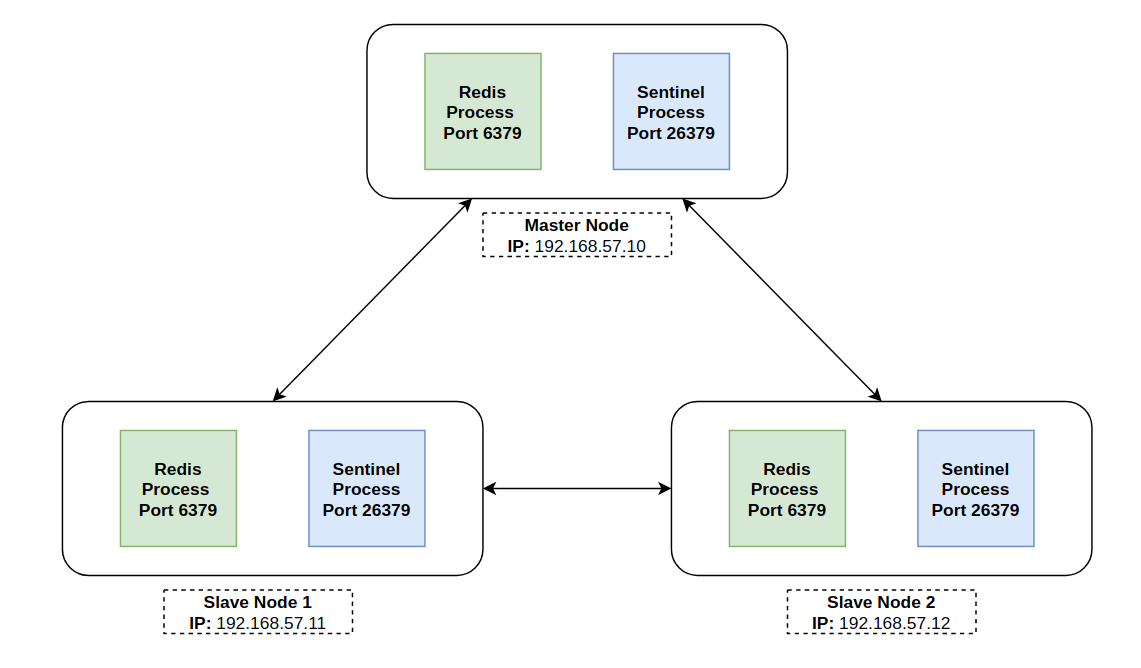 Redis
Process
Port 6379
Sentinel
Process
Port 26379
Master Node
IP: 192.168.57.10
Redis
Process
Port 6379
Sentinel
Process
Port 26379
Redis
Process
Port 6379
Sentinel
Process
Port 26379
Slave Node 1
IP: 192.168.57.11
Slave Node 2
IP: 192.168.57.12